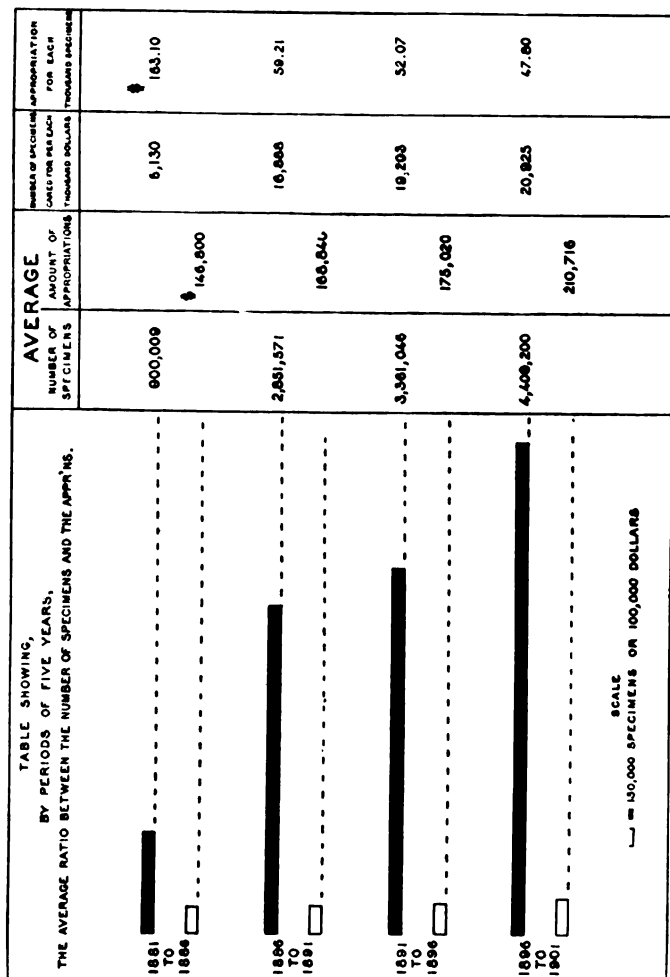 TABLE SHOWING,
BY PERIODS OF FIVE YEARS,
THE AVERAGE RATIO BETWEEN THE NUMBER OF SPECIMENS AND THE APPR'NS.
AVERAGE
NUMBER OF
SPECIMENS
AMOUNT OF
APPROPRIATIONS
NUMBER OF SPECIMENS
CARED FOR PER EACH
THOUSAND DOLLARS
APPROPRIATION
FOR EACH
THOUSAND SPECIMENS
1881
TO
1886
900,009
$ 146,800
6,130
$ 163.10
1886
TO
1891
2,851,571
168,840
16,888
59.21
1891
TO
1896
3,361,046
175,020
19,203
52.07
1896
TO
1901
4,409,200
210,716
20,925
47.80
SCALE
= 130,000 SPECIMENS OR 100,000 DOLLARS